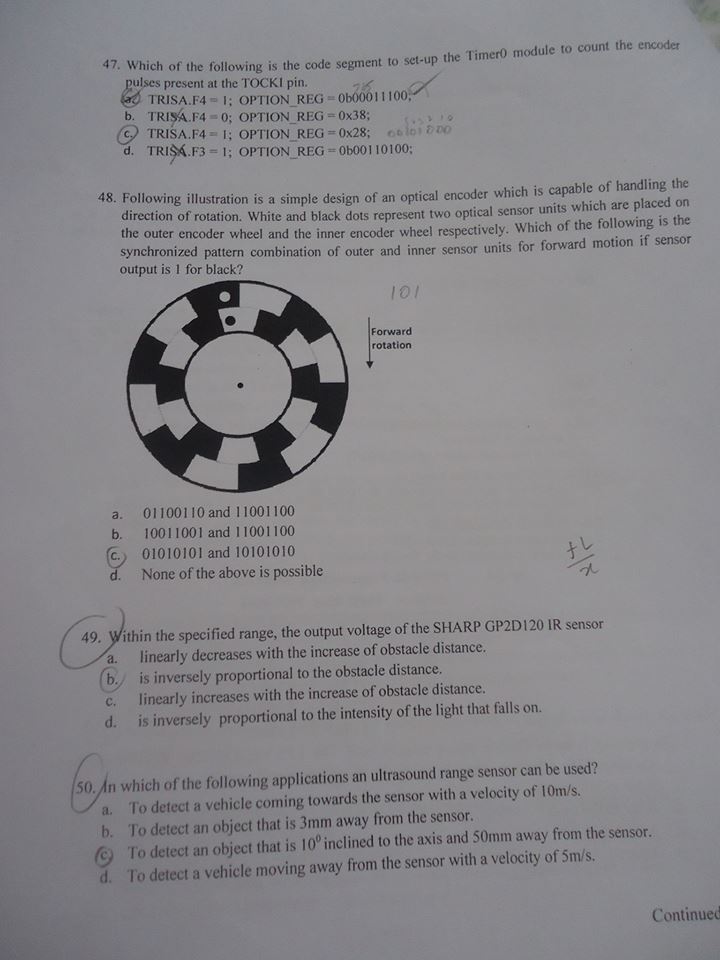 47. Which of the following is the code segment to set-up the Timer0 module to count the encoder
pulses present at the TOCKI pin.
a. TRISA.F4 = 1; OPTION_REG = 0b00011100;
b. TRISA.F4 = 0; OPTION_REG = 0x38;
c. TRISA.F4 = 1; OPTION_REG = 0x28; 00101000
d. TRISA.F3 = 1; OPTION_REG = 0b00110100;
48. Following illustration is a simple design of an optical encoder which is capable of handling the
direction of rotation. White and black dots represent two optical sensor units which are placed on
the outer encoder wheel and the inner encoder wheel respectively. Which of the following is the
synchronized pattern combination of outer and inner sensor units for forward motion if sensor
output is 1 for black?
101
Forward
rotation
a. 01100110 and 11001100
b. 10011001 and 11001100
c. 01010101 and 10101010
d. None of the above is possible
49. Within the specified range, the output voltage of the SHARP GP2D120 IR sensor
a. linearly decreases with the increase of obstacle distance.
b. is inversely proportional to the obstacle distance.
c. linearly increases with the increase of obstacle distance.
d. is inversely proportional to the intensity of the light that falls on.
50. In which of the following applications an ultrasound range sensor can be used?
a. To detect a vehicle coming towards the sensor with a velocity of 10m/s.
b. To detect an object that is 3mm away from the sensor.
c. To detect an object that is 10⁰ inclined to the axis and 50mm away from the sensor.
d. To detect a vehicle moving away from the sensor with a velocity of 5m/s.
Continued